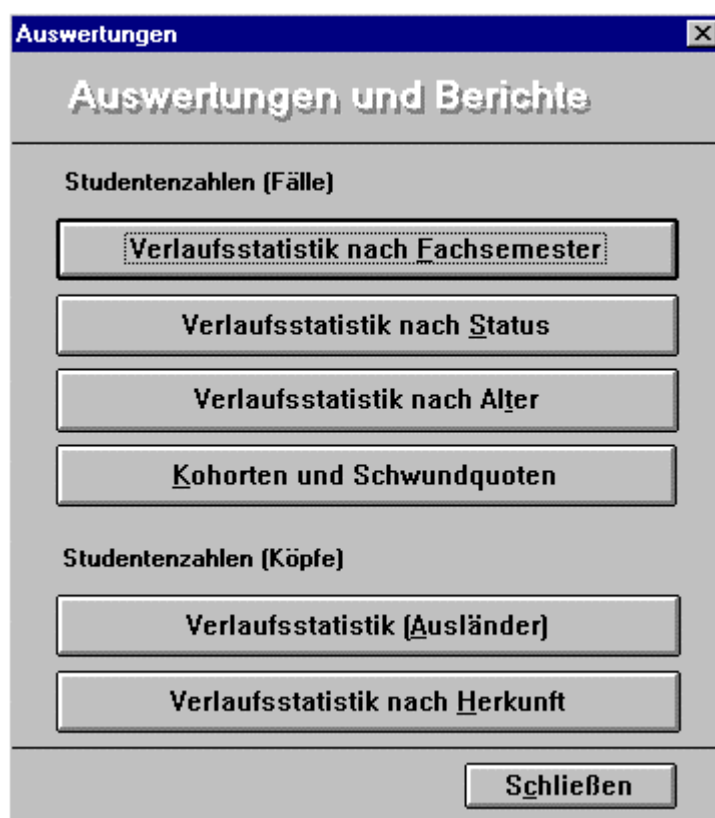 Auswertungen
Auswertungen und Berichte
Studentenzahlen (Fälle)
Verlaufsstatistik nach Fachsemester
Verlaufsstatistik nach Status
Verlaufsstatistik nach Alter
Kohorten und Schwundquoten
Studentenzahlen (Köpfe)
Verlaufsstatistik (Ausländer)
Verlaufsstatistik nach Herkunft
Schließen